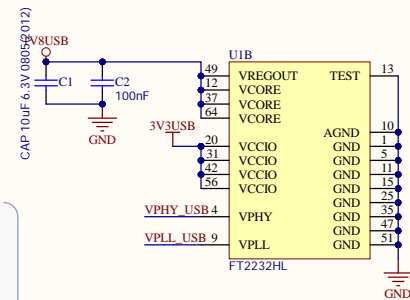 1V8USB
CAP 10uF 6.3V 0805(2012)
C1
C2
100nF
GND
3V3USB
VPHY_USB
VPLL_USB
U1B
49 VREGOUT TEST 13
12 VCORE
37 VCORE
64 VCORE
AGND 10
20 VCCIO GND 1
31 VCCIO GND 5
42 VCCIO GND 11
56 VCCIO GND 15
GND 25
4 VPHY GND 35
GND 47
9 VPLL GND 51
FT2232HL
GND